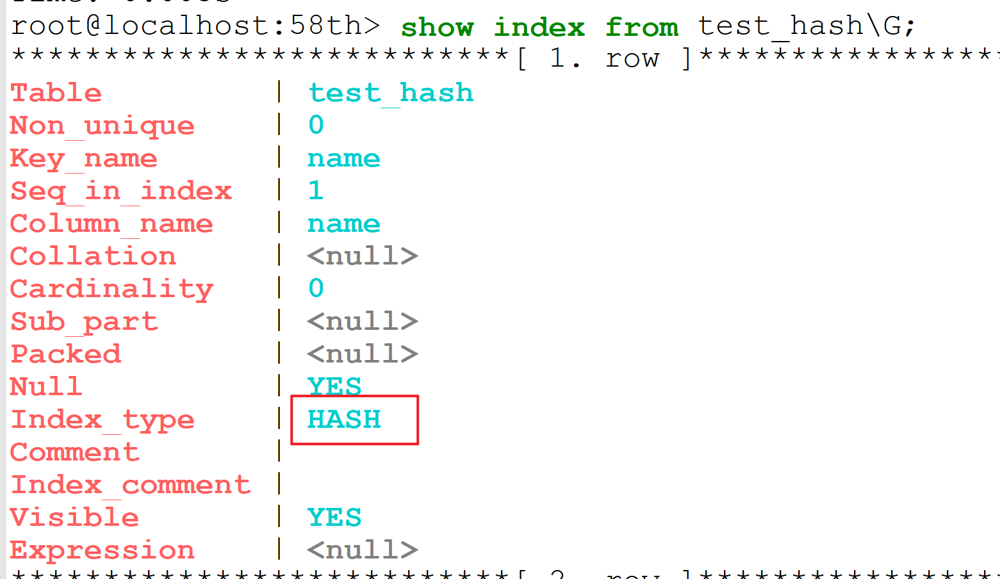 root@localhost:58th> show index from test_hash\G;
***************************[ 1. row ]*****************
Table | test_hash
Non_unique | 0
Key_name | name
Seq_in_index | 1
Column_name | name
Collation | <null>
Cardinality | 0
Sub_part | <null>
Packed | <null>
Null | YES
Index_type | HASH
Comment |
Index_comment |
Visible | YES
Expression | <null>
***************************[ 2. row ]*****************